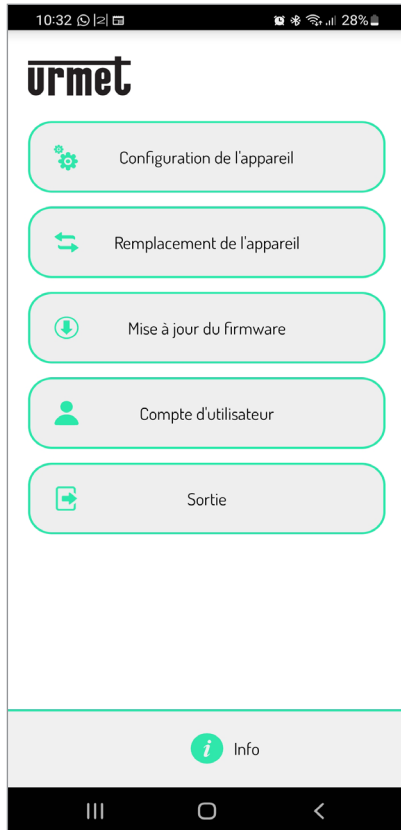 10:32
28%
urmet
Configuration de l'appareil
Remplacement de l'appareil
Mise à jour du firmware
Compte d'utilisateur
Sortie
i Info